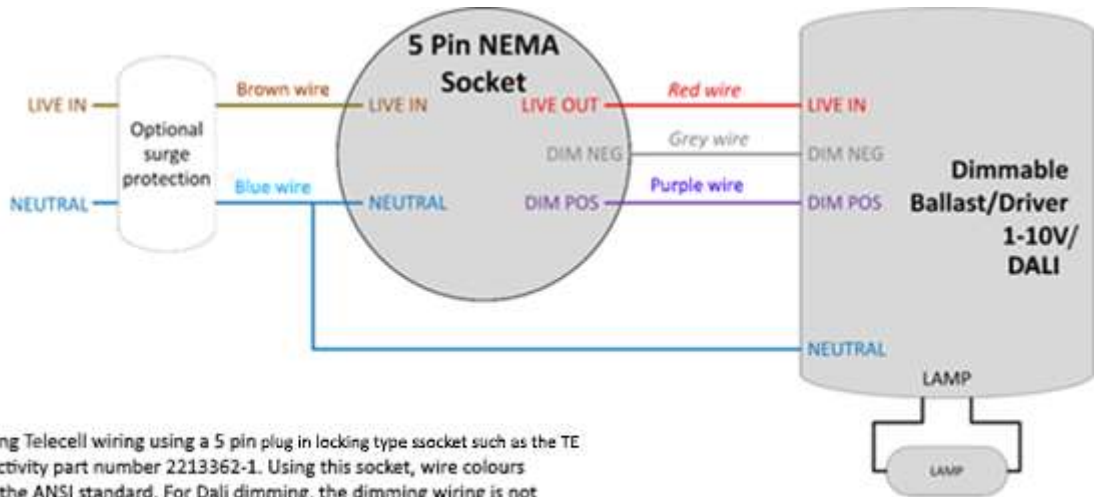 5 Pin NEMA
Socket
LIVE IN
Brown wire
LIVE IN
LIVE OUT
Red wire
LIVE IN
Optional
surge
protection
DIM NEG
Grey wire
DIM NEG
NEUTRAL
Blue wire
NEUTRAL
DIM POS
Purple wire
DIM POS
Dimmable
Ballast/Driver
1-10V/
DALI
NEUTRAL
LAMP
LAMP
ng Telecell wiring using a 5 pin plug in locking type ssocket such as the TE
ctivity part number 2213362-1. Using this socket, wire colours
the ANSI standard. For Dali dimming, the dimming wiring is not